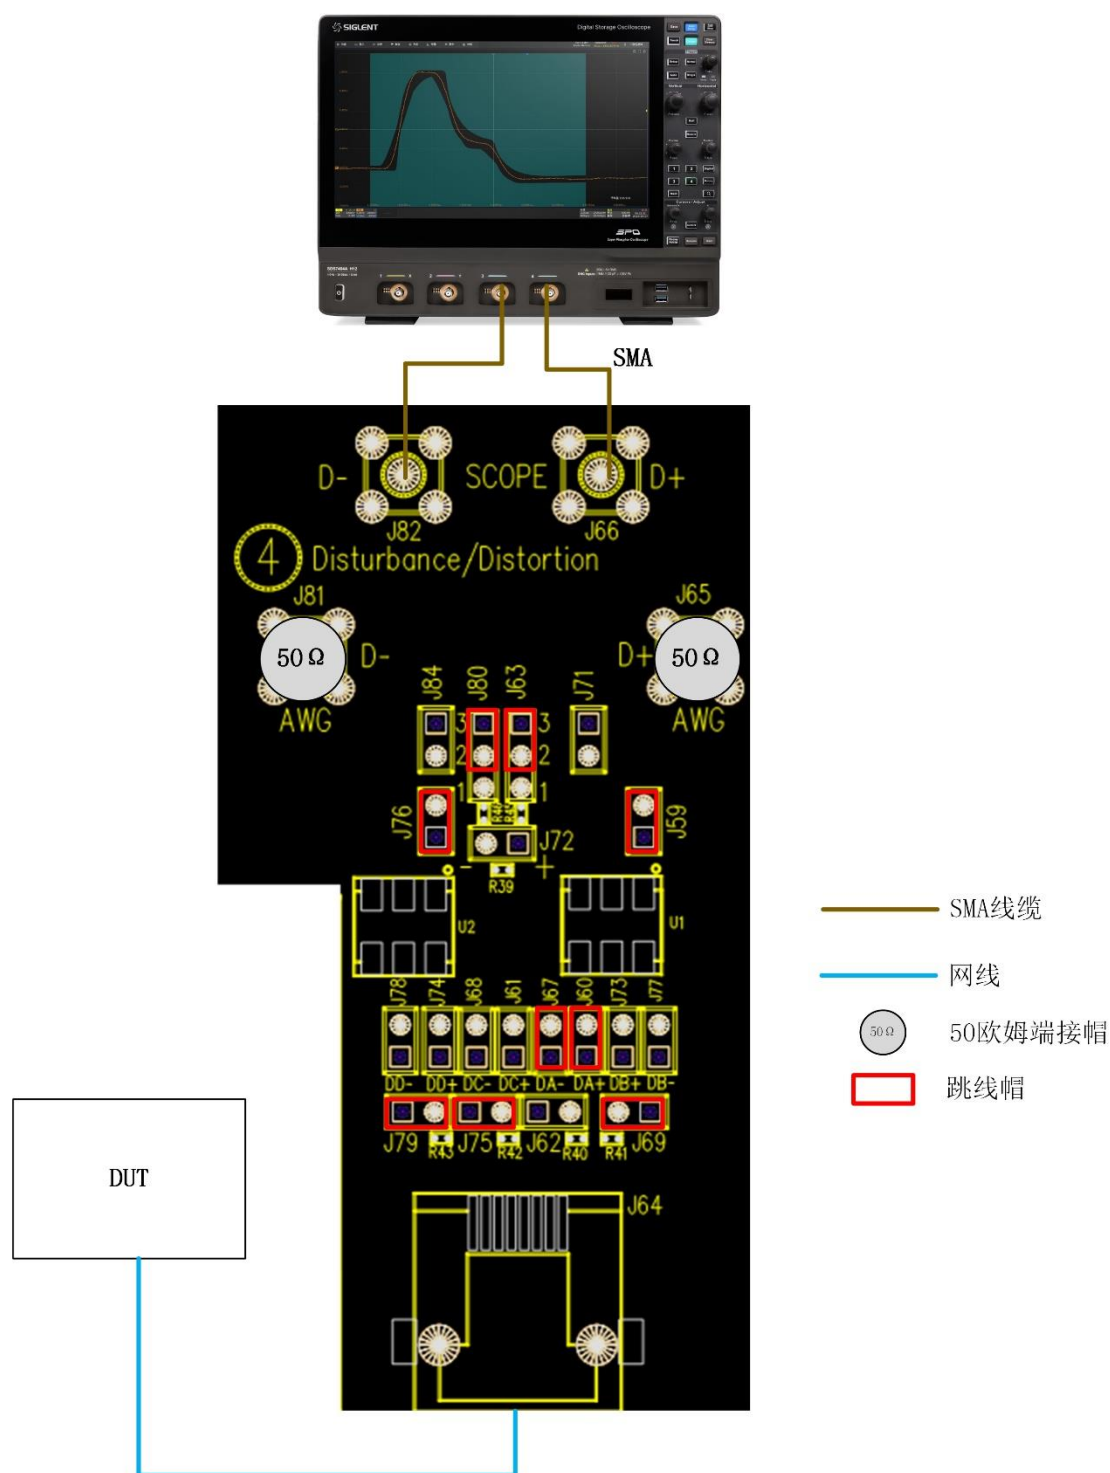 SIGLENT
Digital Storage Oscilloscope
SPO
SMA
D-
SCOPE
D+
J82
J66
4
Disturbance/Distortion
J81
J65
50Ω
D-
D+
50Ω
AWG
AWG
J84
J80
J63
J71
3
3
2
2
1
1
J76
J59
J72
-
+
R39
U2
U1
J78
J74
J68
J61
J67
J60
J73
J77
DD-
DD+
DC-
DC+
DA-
DA+
DB+
DB-
J79
R43
J75
R42
J62
R40
R41
J69
J64
DUT
SMA线缆
网线
50Ω
50欧姆端接帽
跳线帽